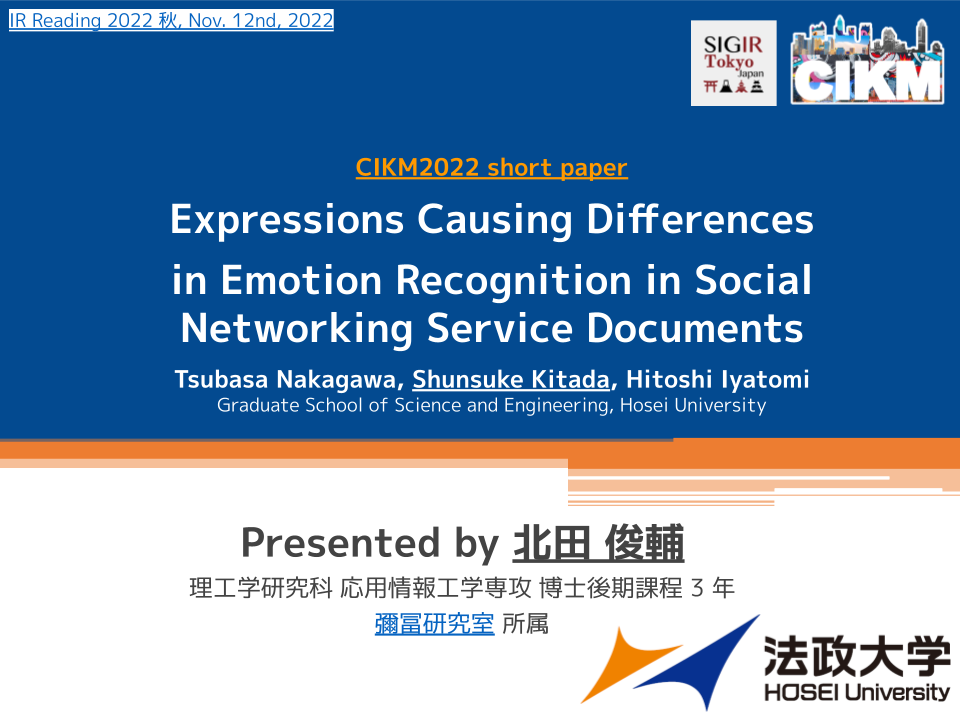 IR Reading 2022 秋, Nov. 12nd, 2022
SIGIR
Tokyo
Japan
CIKM
CIKM2022 short paper
Expressions Causing Differences
in Emotion Recognition in Social
Networking Service Documents
Tsubasa Nakagawa, Shunsuke Kitada, Hitoshi Iyatomi
Graduate School of Science and Engineering, Hosei University
Presented by 北田 俊輔
理工学研究科 応用情報工学専攻 博士後期課程 3 年
彌冨研究室 所属
法政大学
HOSEI University